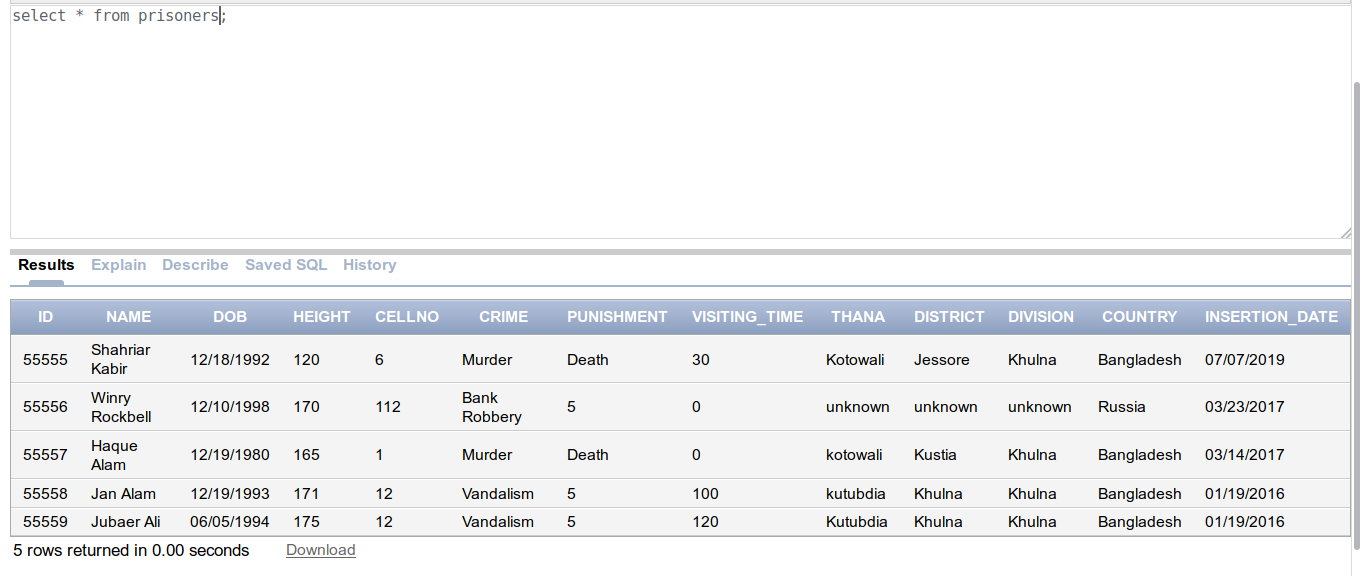 select * from prisoners;
Results Explain Describe Saved SQL History
ID NAME DOB HEIGHT CELLNO CRIME PUNISHMENT VISITING_TIME THANA DISTRICT DIVISION COUNTRY INSERTION_DATE
55555 Shahriar Kabir 12/18/1992 120 6 Murder Death 30 Kotowali Jessore Khulna Bangladesh 07/07/2019
55556 Winry Rockbell 12/10/1998 170 112 Bank Robbery 5 0 unknown unknown unknown Russia 03/23/2017
55557 Haque Alam 12/19/1980 165 1 Murder Death 0 kotowali Kustia Khulna Bangladesh 03/14/2017
55558 Jan Alam 12/19/1993 171 12 Vandalism 5 100 kutubdia Khulna Khulna Bangladesh 01/19/2016
55559 Jubaer Ali 06/05/1994 175 12 Vandalism 5 120 Kutubdia Khulna Khulna Bangladesh 01/19/2016
5 rows returned in 0.00 seconds Download